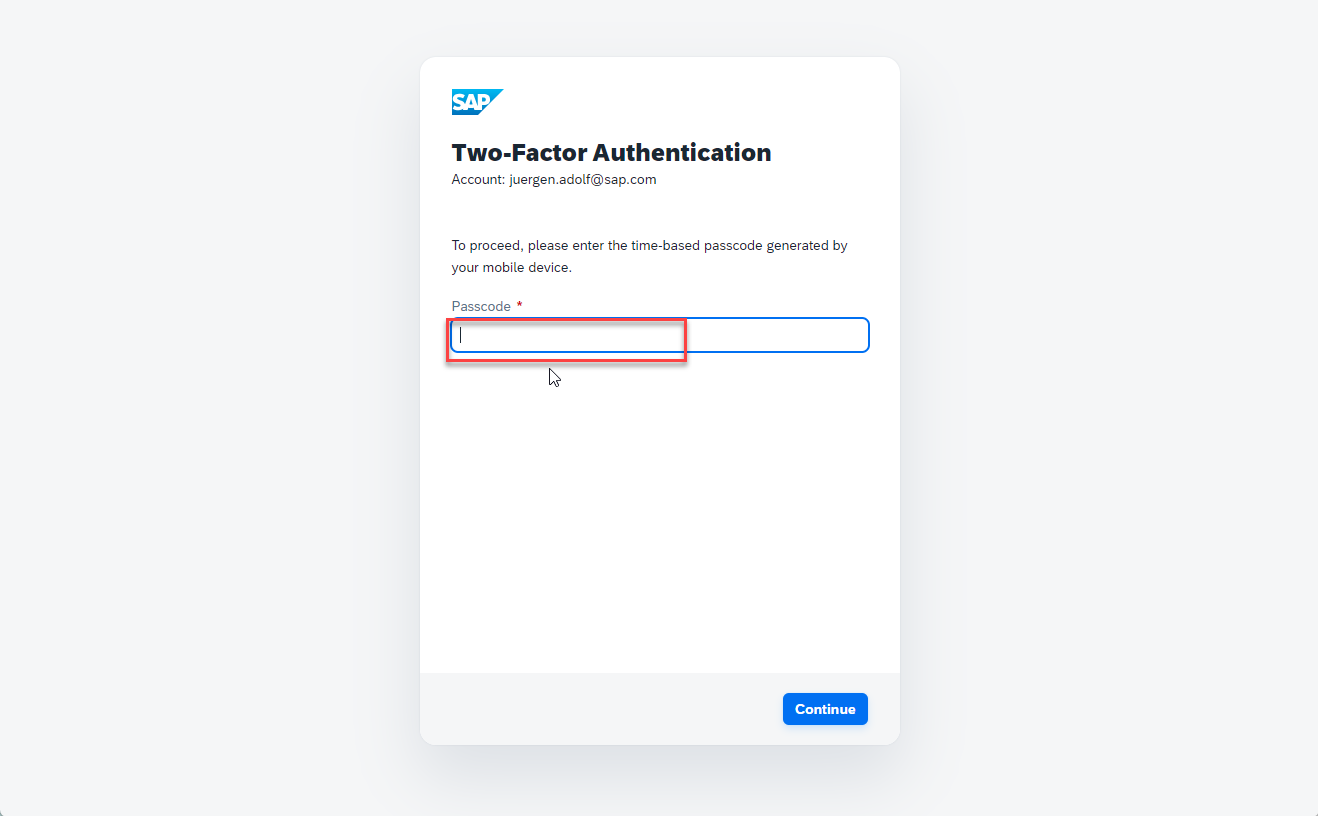 SAP
Two-Factor Authentication
Account: juergen.adolf@sap.com
To proceed, please enter the time-based passcode generated by
your mobile device.
Passcode *
Continue